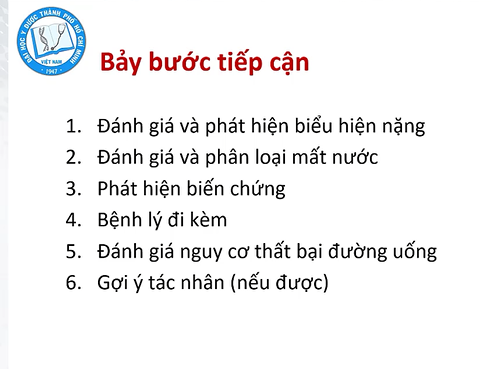 ĐẠI HỌC Y DƯỢC THÀNH PHỐ HỒ CHÍ MINH
VIỆT NAM
1947
Bảy bước tiếp cận
1. Đánh giá và phát hiện biểu hiện nặng
2. Đánh giá và phân loại mất nước
3. Phát hiện biến chứng
4. Bệnh lý đi kèm
5. Đánh giá nguy cơ thất bại đường uống
6. Gợi ý tác nhân (nếu được)